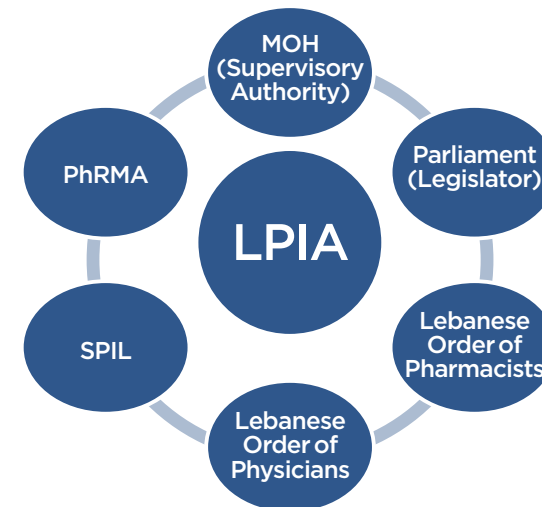 MOH
(Supervisory
Authority)
Parliament
(Legislator)
Lebanese
Order of
Pharmacists
Lebanese
Order of
Physicians
SPIL
PhRMA
LPIA